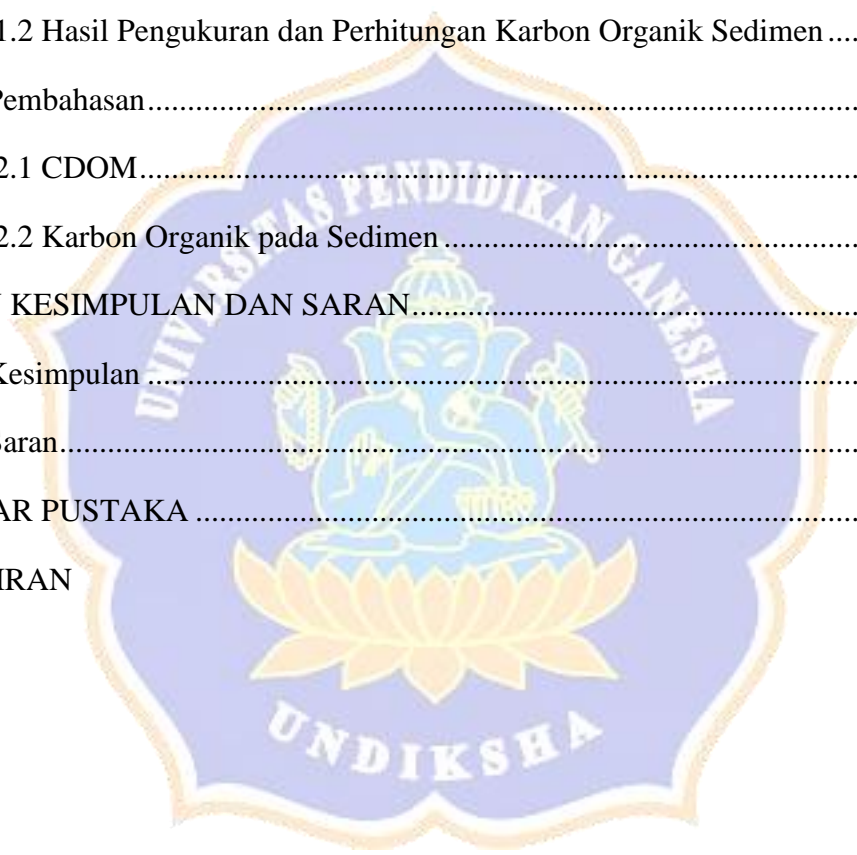 1.2 Hasil Pengukuran dan Perhitungan Karbon Organik Sedimen ....
Pembahasan....................................................................................
2.1 CDOM.....................................................................................
2.2 Karbon Organik pada Sedimen .................................................
KESIMPULAN DAN SARAN.....................................................
Kesimpulan .....................................................................................
Saran................................................................................................
AR PUSTAKA ...............................................................................
IRAN
UNIVERSITAS PENDIDIKAN GANESHA
UNDIKSHA